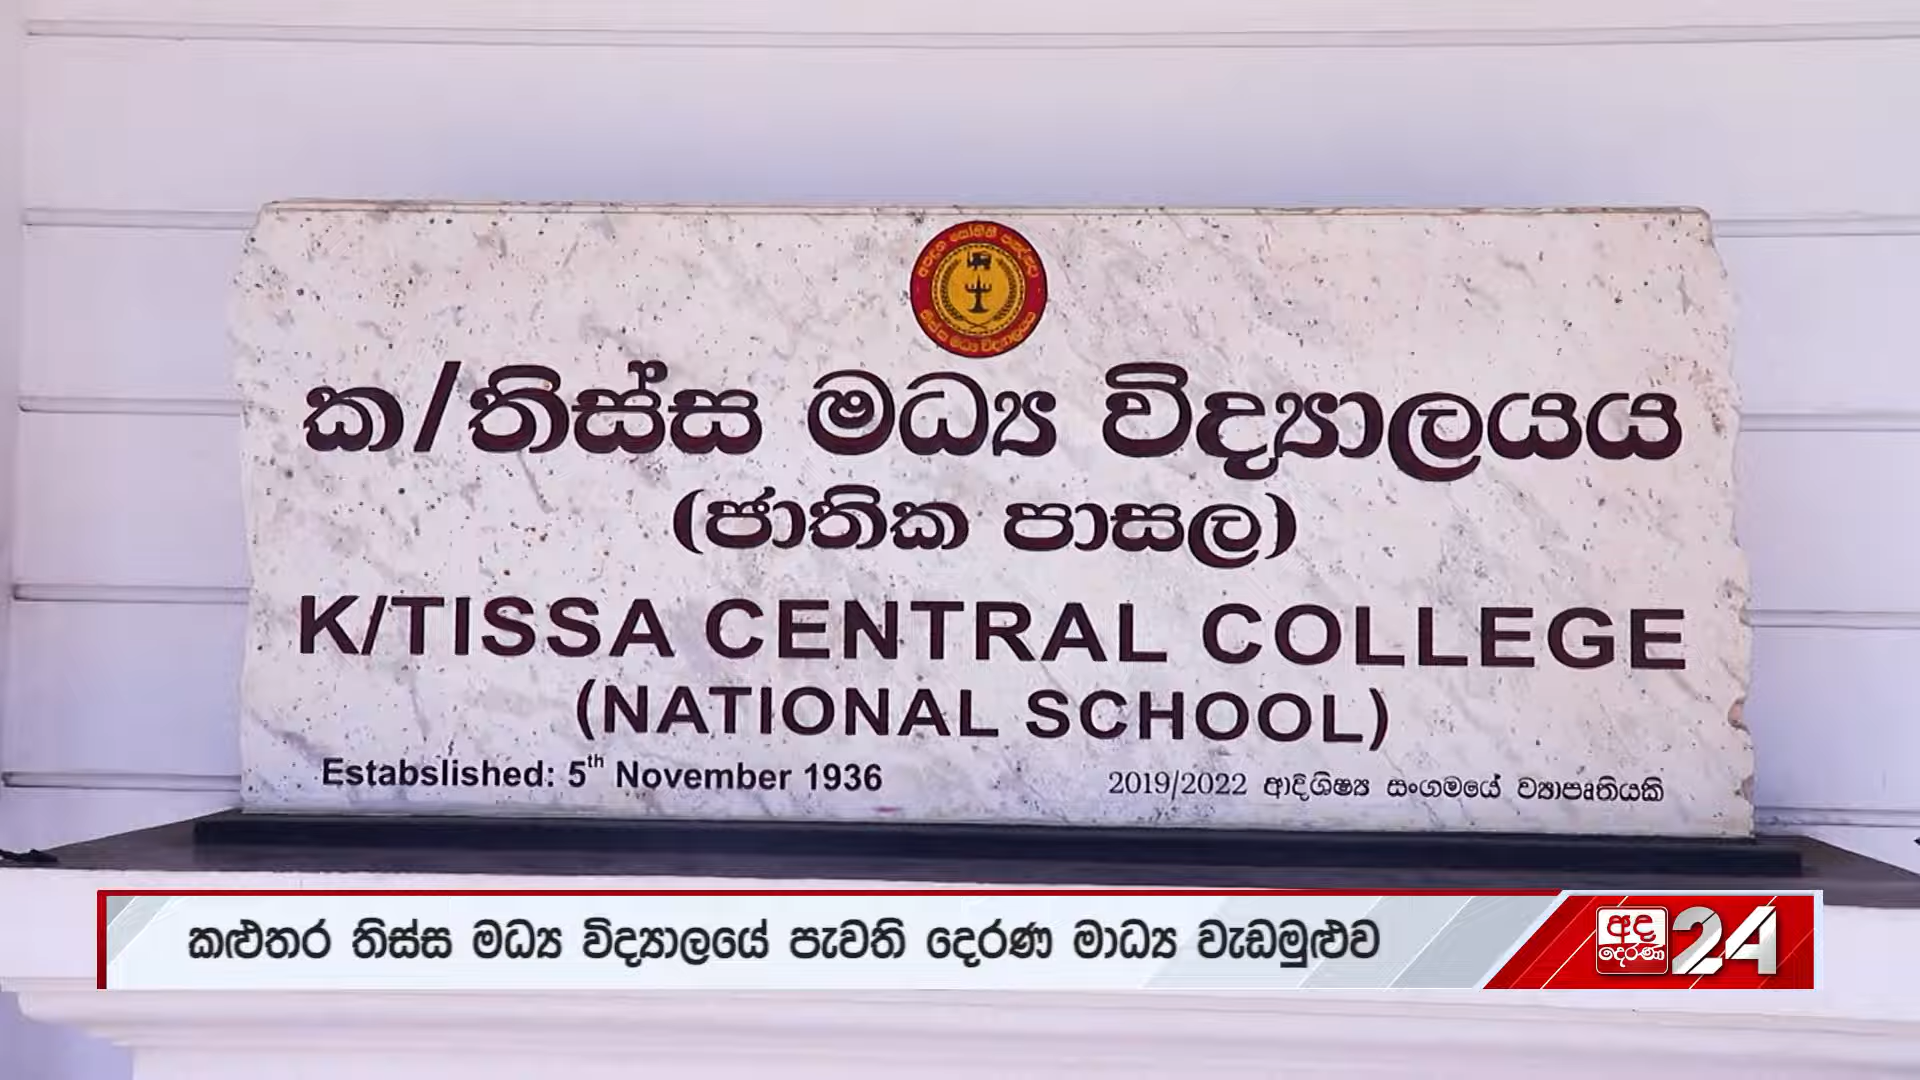 ක/තිස්ස මධ්‍ය විද්‍යාලයය
(ජාතික පාසල)
K/TISSA CENTRAL COLLEGE
(NATIONAL SCHOOL)
Estabslished: 5th November 1936
2019/2022 ආදිශිෂ්‍ය සංගමයේ ව්‍යාපෘතියකි
කළුතර තිස්ස මධ්‍ය විද්‍යාලයේ පැවති දෙරණ මාධ්‍ය වැඩමුළුව
අද දෙරණ 24